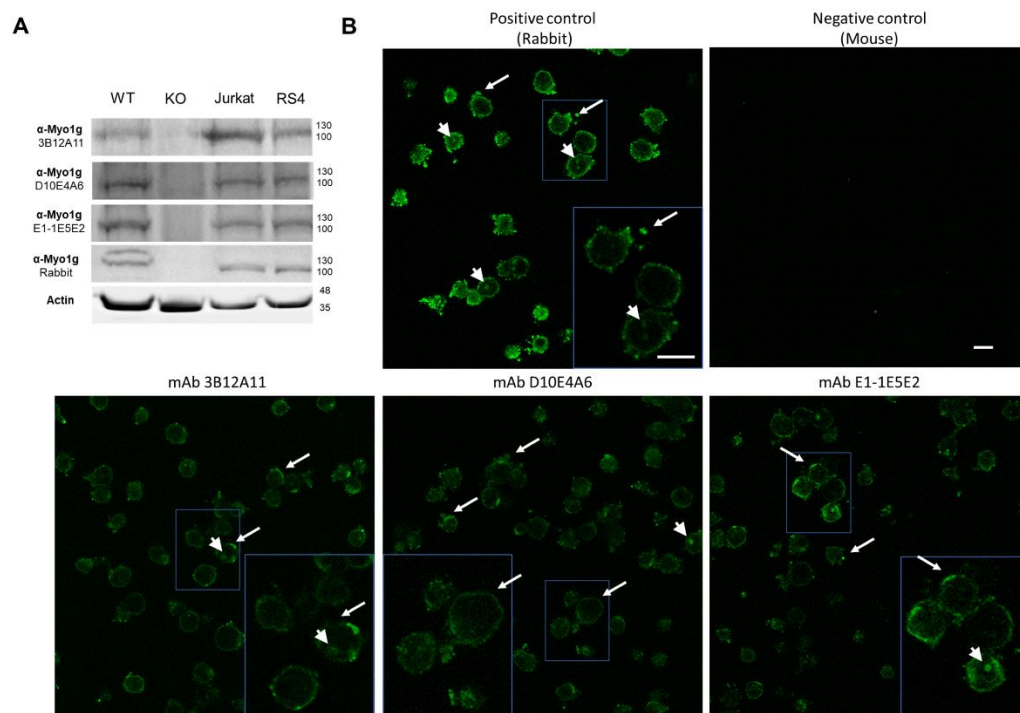 A
WT KO Jurkat RS4
α-Myo1g
3B12A11
130
100
α-Myo1g
D10E4A6
130
100
α-Myo1g
E1-1E5E2
130
100
α-Myo1g
Rabbit
130
100
Actin
48
35
B
Positive control
(Rabbit)
Negative control
(Mouse)
mAb 3B12A11
mAb D10E4A6
mAb E1-1E5E2